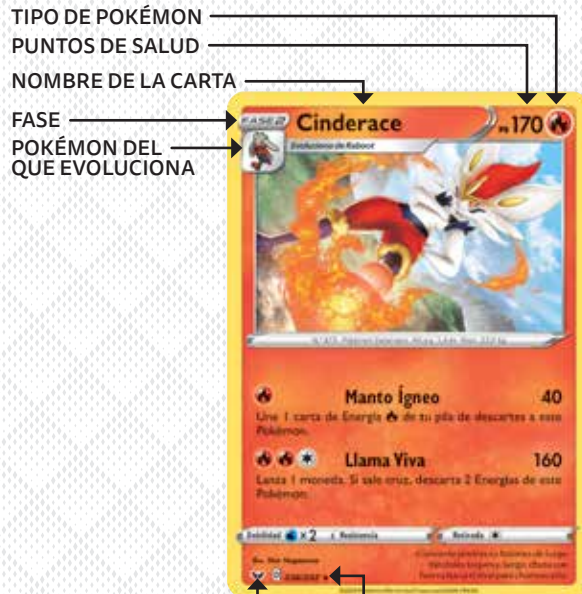 TIPO DE POKÉMON
PUNTOS DE SALUD
NOMBRE DE LA CARTA
FASE
POKÉMON DEL
QUE EVOLUCIONA
FASE 2
Cinderace
PS 170
Evoluciona de Raboot
Manto Ígneo 40
Une 1 carta de Energía de tu pila de descartes a este
Pokémon.
Llama Viva 160
Lanza 1 moneda. Si sale cruz, descarta 2 Energías de este
Pokémon.
Debilidad x2 Resistencia Retirada